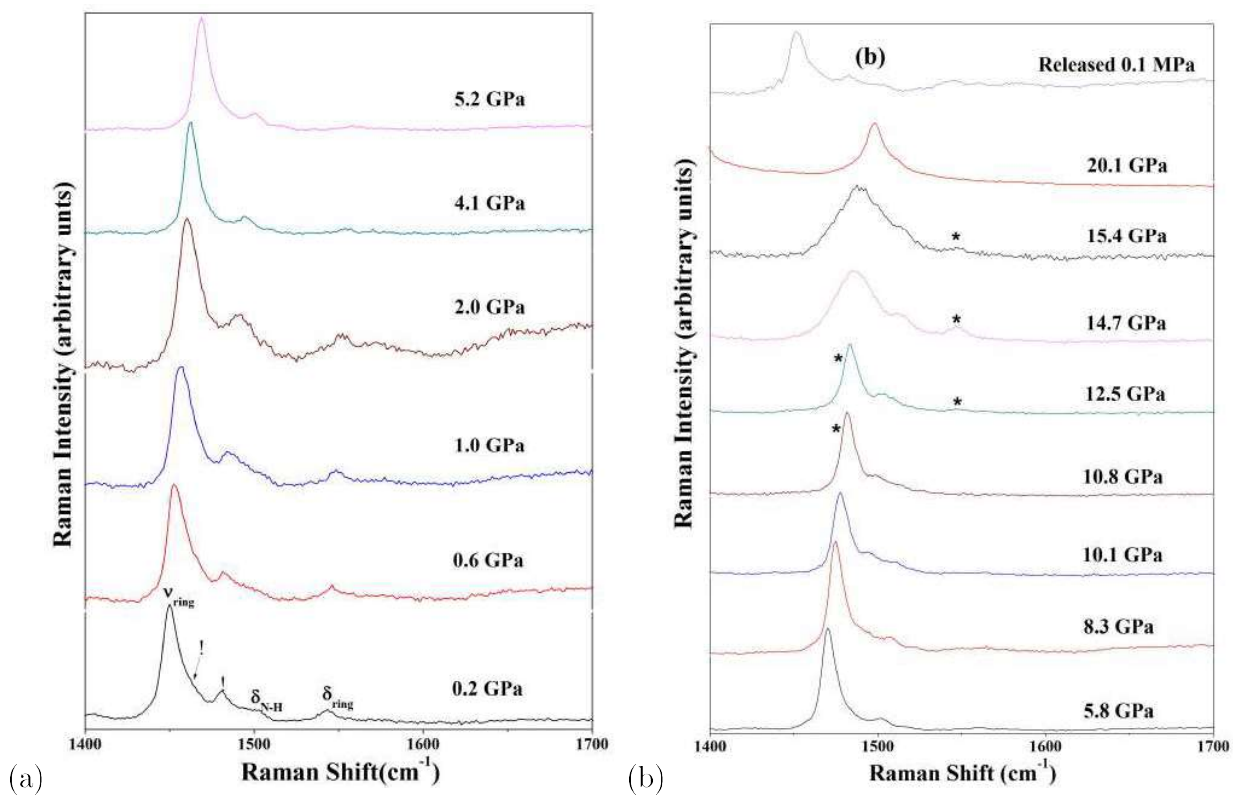 5.2 GPa
4.1 GPa
2.0 GPa
1.0 GPa
0.6 GPa
ν_ring
!
!
δ_N-H
δ_ring
0.2 GPa
Raman Intensity (arbitrary unts)
1400 1500 1600 1700
Raman Shift(cm⁻¹)
(a)
(b)
Released 0.1 MPa
20.1 GPa
*
15.4 GPa
*
14.7 GPa
*
*
12.5 GPa
*
10.8 GPa
10.1 GPa
8.3 GPa
5.8 GPa
Raman Intensity (arbitrary units)
1400 1500 1600 1700
Raman Shift (cm⁻¹)
(b)